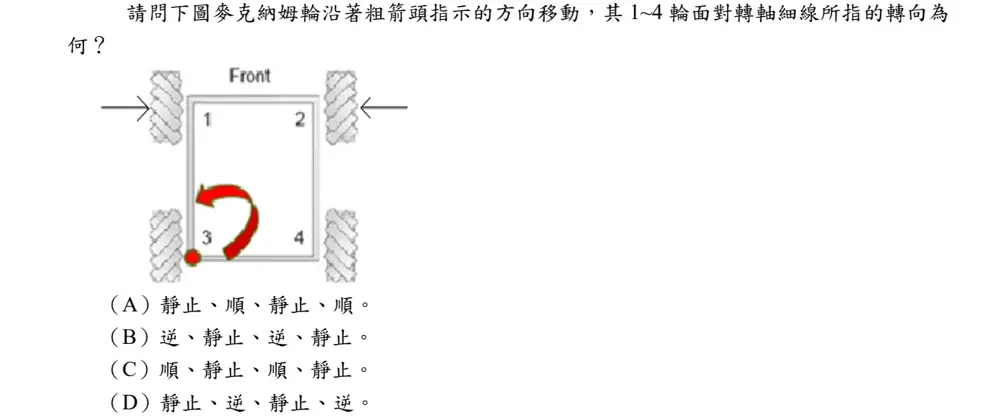 請問下圖麥克納姆輪沿著粗箭頭指示的方向移動，其 1~4 輪面對轉軸細線所指的轉向為
何？
Front
1 2
3 4
（A）靜止、順、靜止、順。
（B）逆、靜止、逆、靜止。
（C）順、靜止、順、靜止。
（D）靜止、逆、靜止、逆。